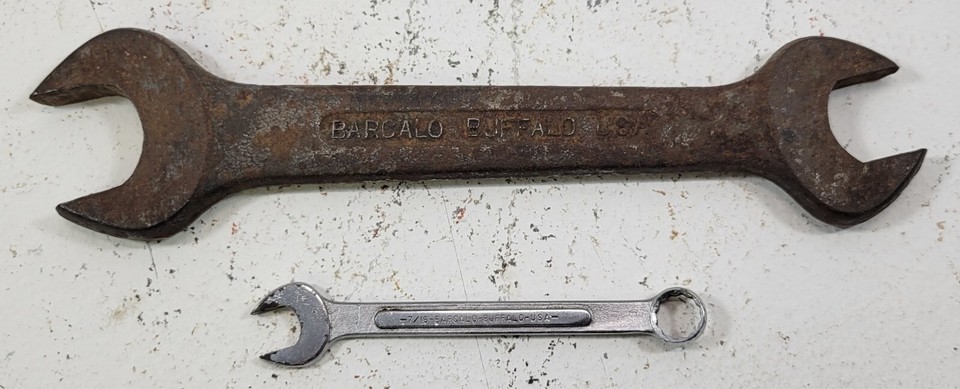 BARCALO BUFFALO USA
-7/16-BARCALO-BUFFALO-USA-